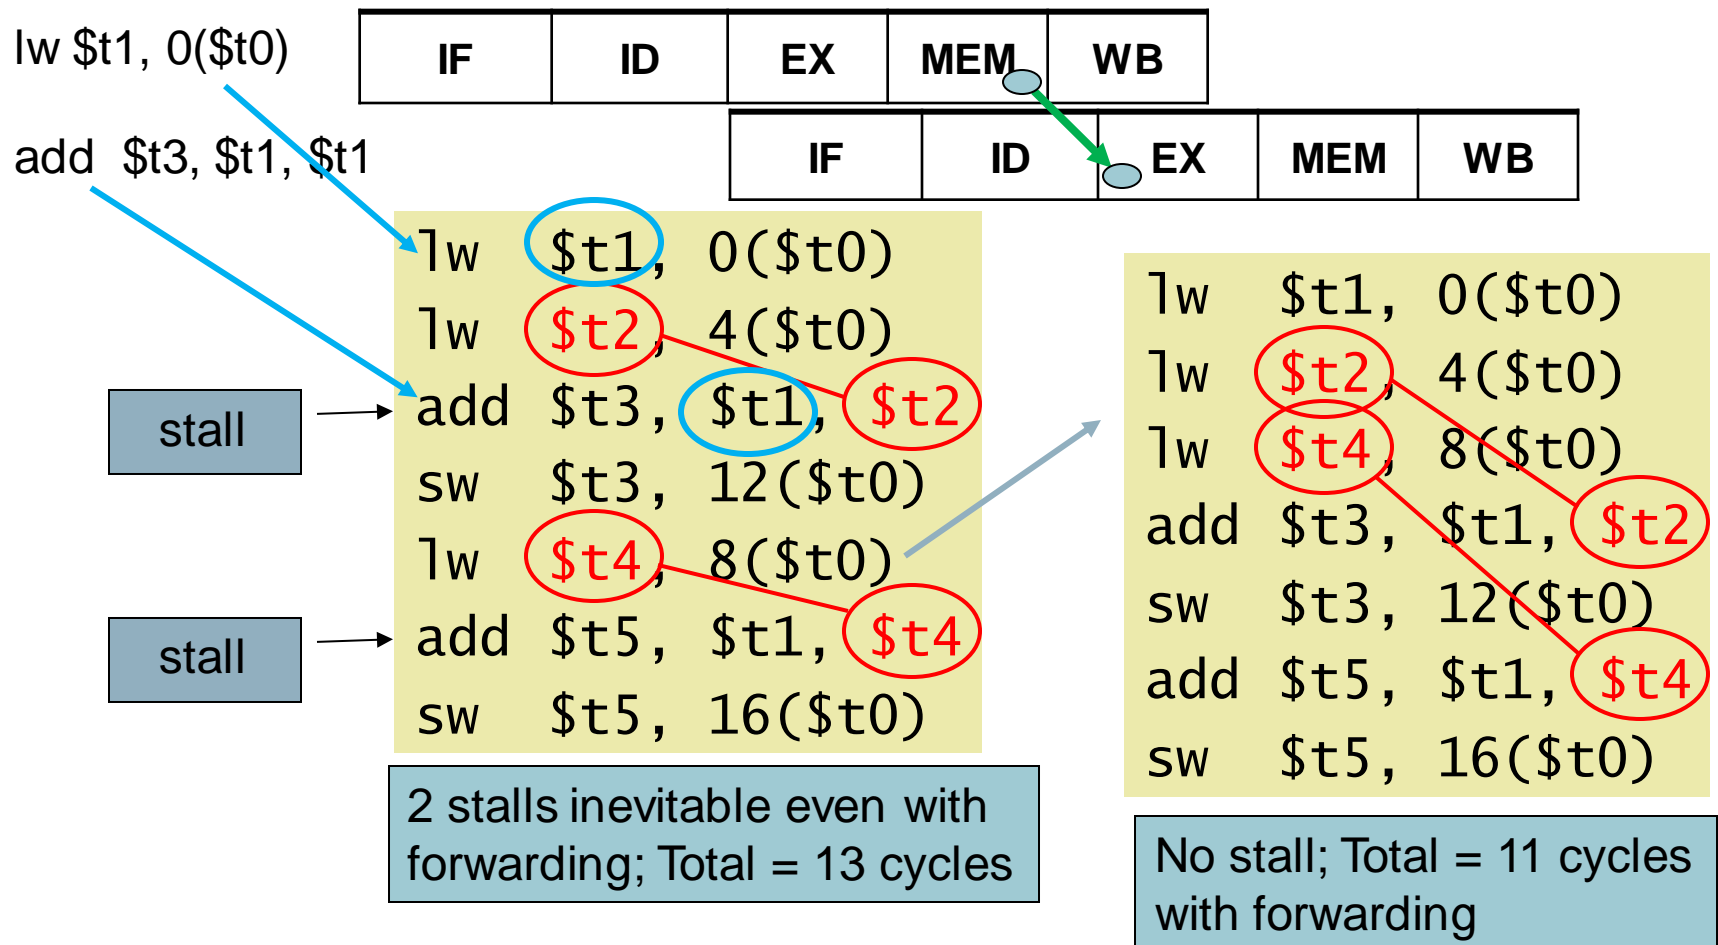 lw $t1, 0($t0)
IF ID EX MEM WB
add $t3, $t1, $t1
IF ID EX MEM WB
lw $t1, 0($t0)
lw $t2, 4($t0)
stall
add $t3, $t1, $t2
sw $t3, 12($t0)
lw $t4, 8($t0)
stall
add $t5, $t1, $t4
sw $t5, 16($t0)
2 stalls inevitable even with
forwarding; Total = 13 cycles
lw $t1, 0($t0)
lw $t2, 4($t0)
lw $t4, 8($t0)
add $t3, $t1, $t2
sw $t3, 12($t0)
add $t5, $t1, $t4
sw $t5, 16($t0)
No stall; Total = 11 cycles
with forwarding